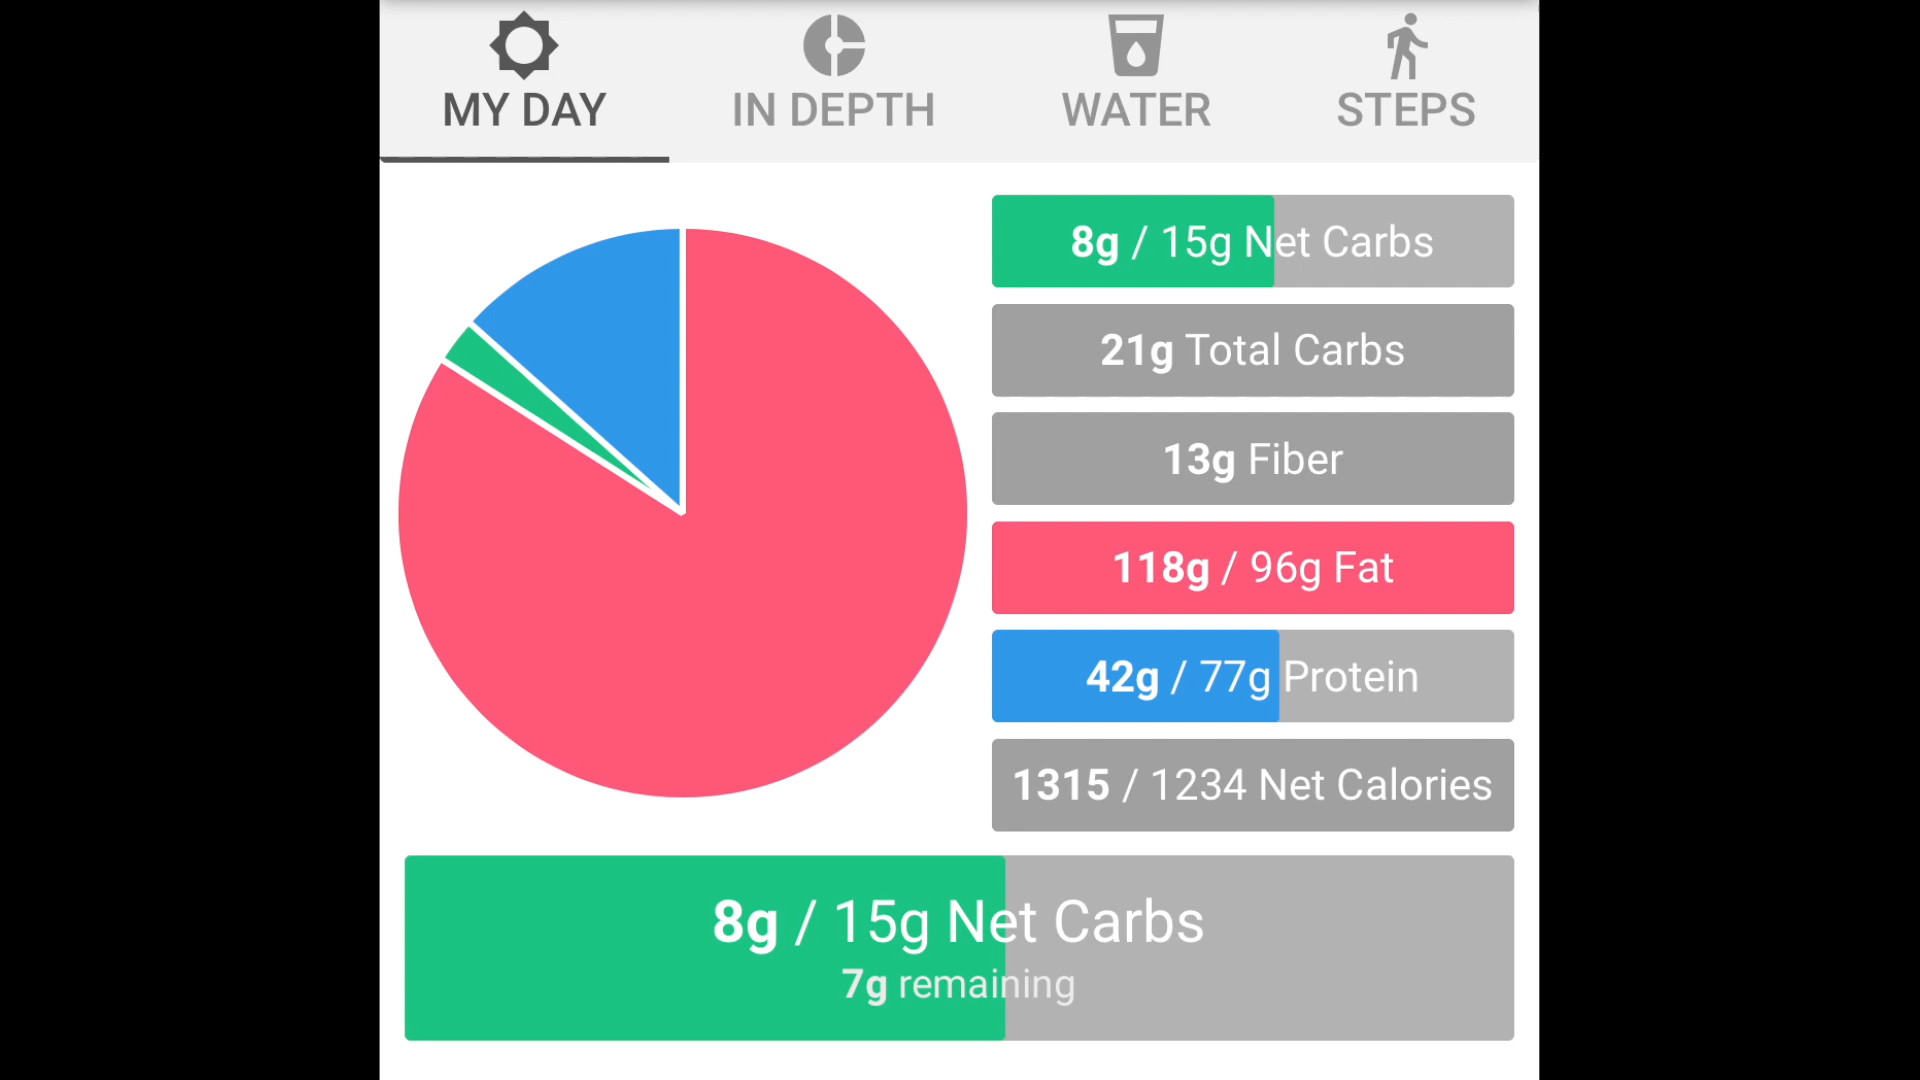 MY DAY
IN DEPTH
WATER
STEPS
8g / 15g Net Carbs
21g Total Carbs
13g Fiber
118g / 96g Fat
42g / 77g Protein
1315 / 1234 Net Calories
8g / 15g Net Carbs
7g remaining